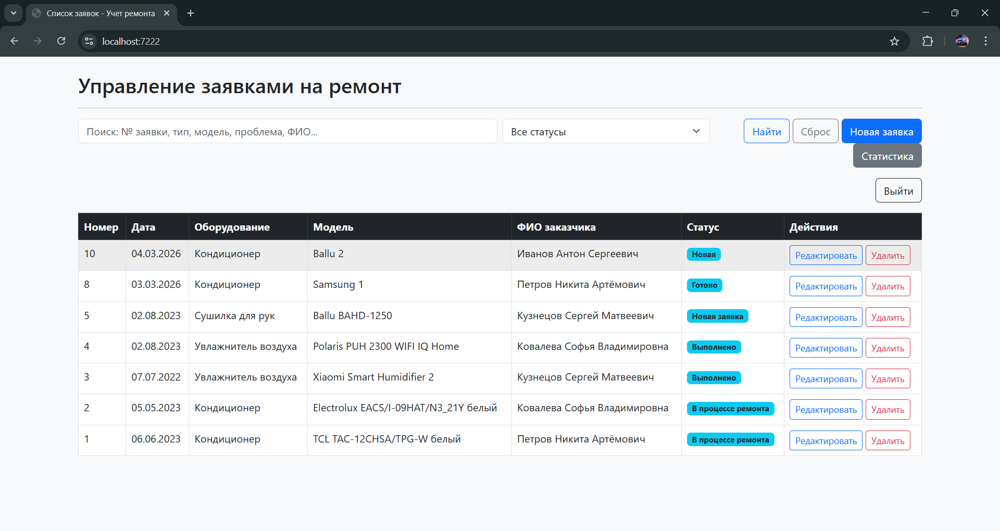 Список заявок - Учет ремонта
localhost:7222
Управление заявками на ремонт
Поиск: № заявки, тип, модель, проблема, ФИО...
Все статусы
Найти
Сброс
Новая заявка
Статистика
Выйти
Номер Дата Оборудование Модель ФИО заказчика Статус Действия
10 04.03.2026 Кондиционер Ballu 2 Иванов Антон Сергеевич Новая Редактировать Удалить
8 03.03.2026 Кондиционер Samsung 1 Петров Никита Артёмович Готово Редактировать Удалить
5 02.08.2023 Сушилка для рук Ballu BAHD-1250 Кузнецов Сергей Матвеевич Новая заявка Редактировать Удалить
4 02.08.2023 Увлажнитель воздуха Polaris PUH 2300 WIFI IQ Home Ковалева Софья Владимировна Выполнено Редактировать Удалить
3 07.07.2022 Увлажнитель воздуха Xiaomi Smart Humidifier 2 Кузнецов Сергей Матвеевич Выполнено Редактировать Удалить
2 05.05.2023 Кондиционер Electrolux EACS/I-09HAT/N3_21Y белый Ковалева Софья Владимировна В процессе ремонта Редактировать Удалить
1 06.06.2023 Кондиционер TCL TAC-12CHSA/TPG-W белый Петров Никита Артёмович В процессе ремонта Редактировать Удалить